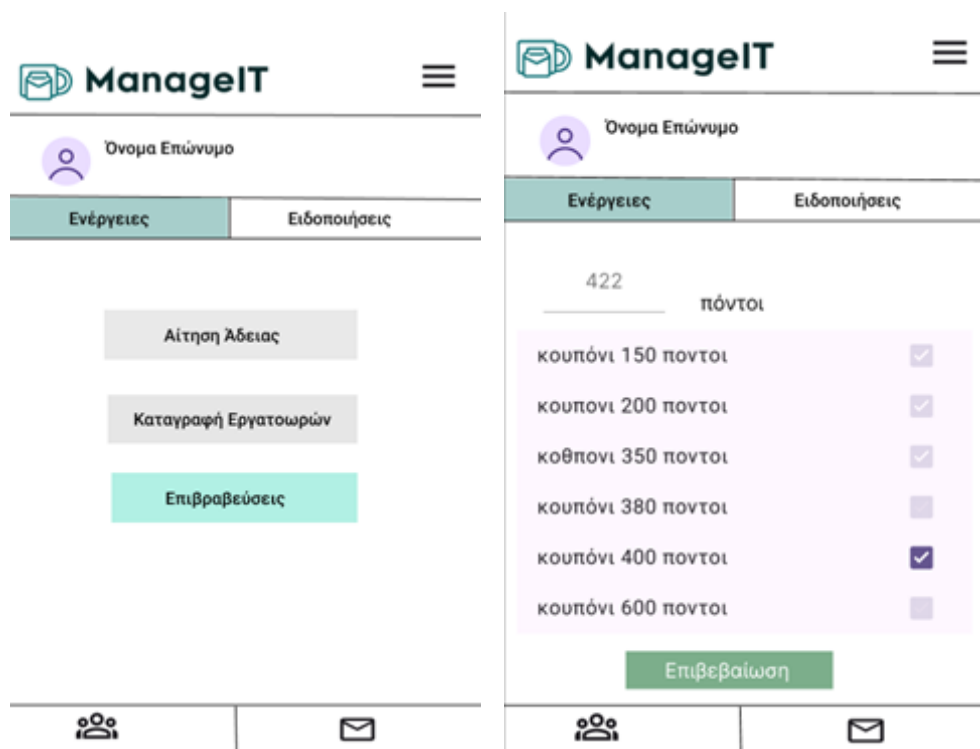 ManageIT
Όνομα Επώνυμο
Ενέργειες
Ειδοποιήσεις
Αίτηση Άδειας
Καταγραφή Εργατοωρών
Επιβραβεύσεις
ManageIT
Όνομα Επώνυμο
Ενέργειες
Ειδοποιήσεις
422
πόντοι
κουπόνι 150 ποντοι
κουπονι 200 ποντοι
κοθπονι 350 ποντοι
κουπόνι 380 ποντοι
κουπόνι 400 ποντοι
κουπόνι 600 ποντοι
Επιβεβαίωση